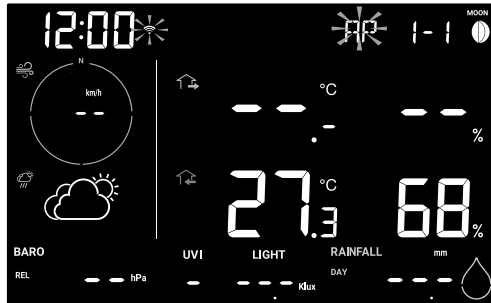 12:00 AP 1-1 MOON
N
km/h
--
°C
--.-
--
%
27.3 °C
68 %
BARO
REL -- hPa
UVI
-
LIGHT
---.- Klux
RAINFALL mm
DAY ---.-